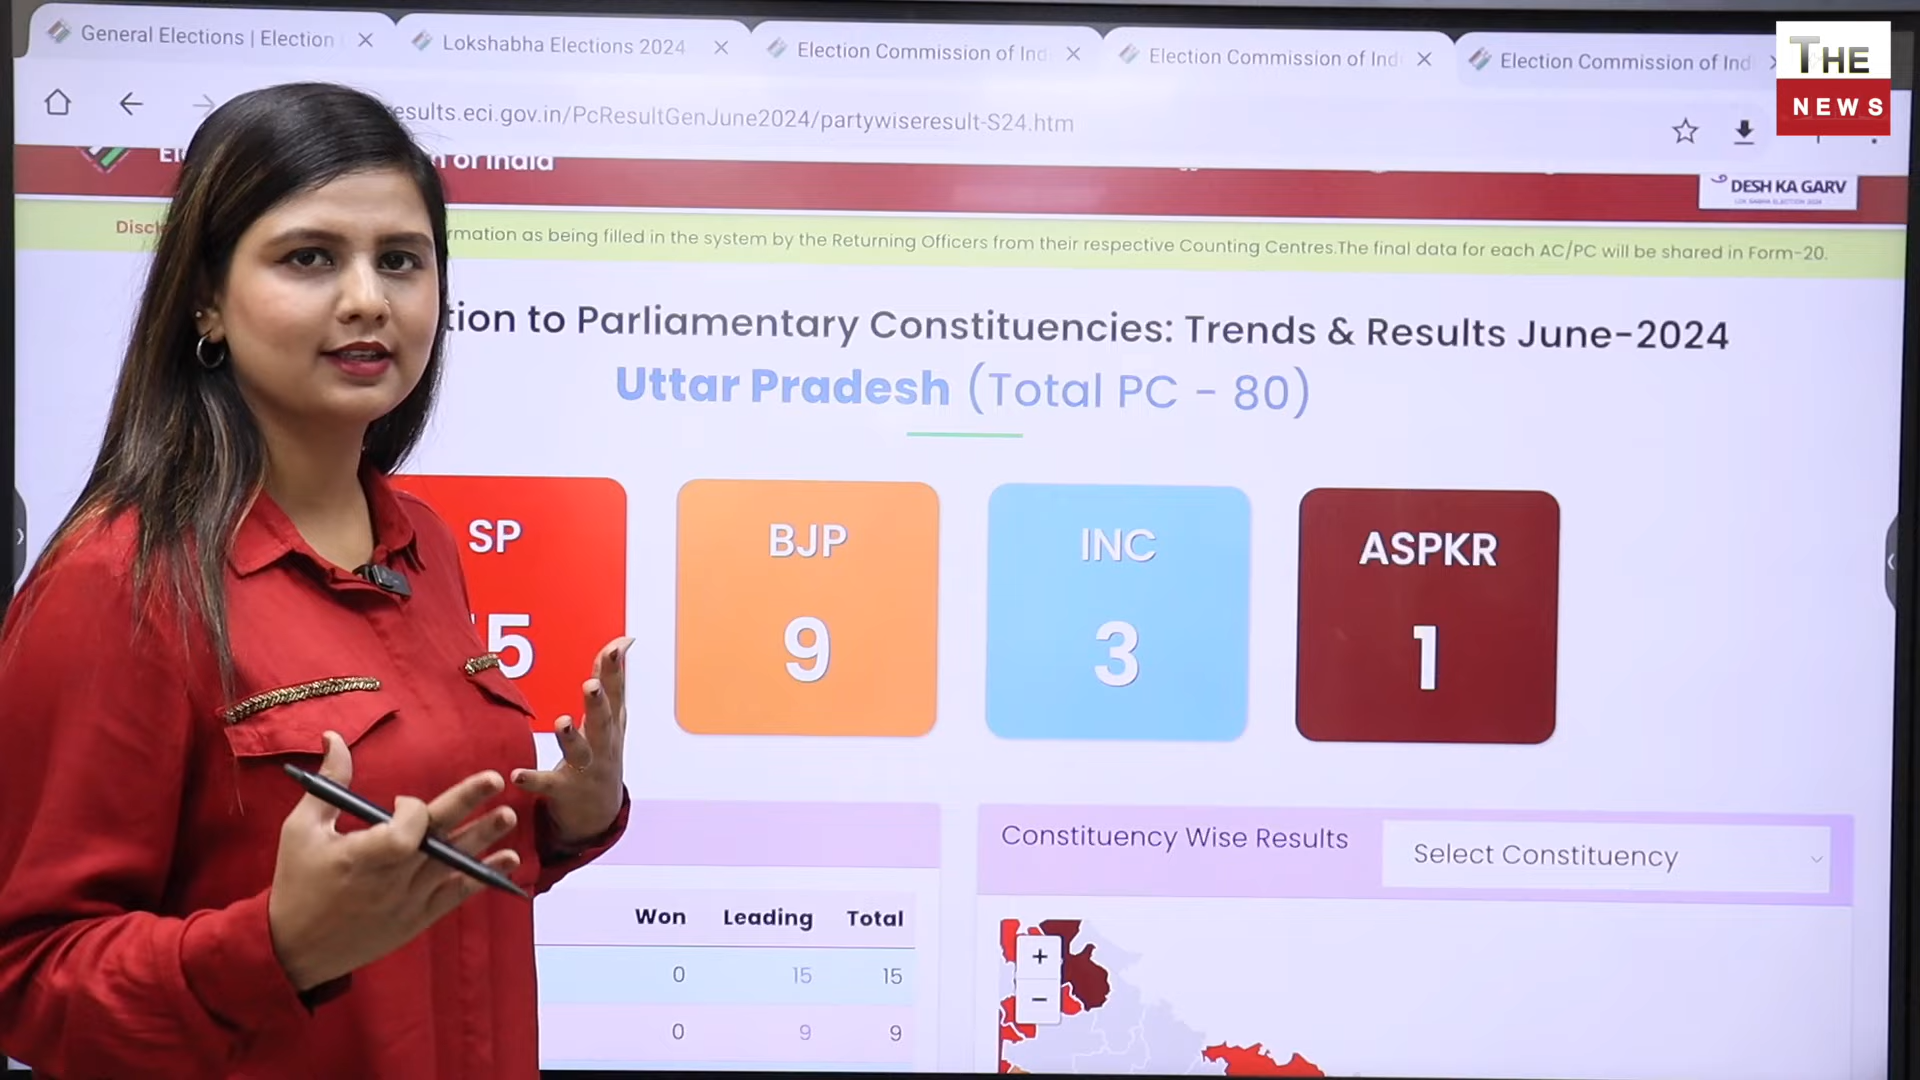 General Elections | Election
Lokshabha Elections 2024
Election Commission of Ind
Election Commission of Ind
Election Commission of Ind
THE
NEWS
esults.eci.gov.in/PcResultGenJune2024/partywiseresult-S24.htm
of India
DESH KA GARV
rmation as being filled in the system by the Returning Officers from their respective Counting Centres.The final data for each AC/PC will be shared in Form-20.
tion to Parliamentary Constituencies: Trends & Results June-2024
Uttar Pradesh (Total PC - 80)
SP
BJP
INC
ASPKR
5
9
3
1
Constituency Wise Results
Select Constituency
Won Leading Total
0 15 15
0 9 9
+
−